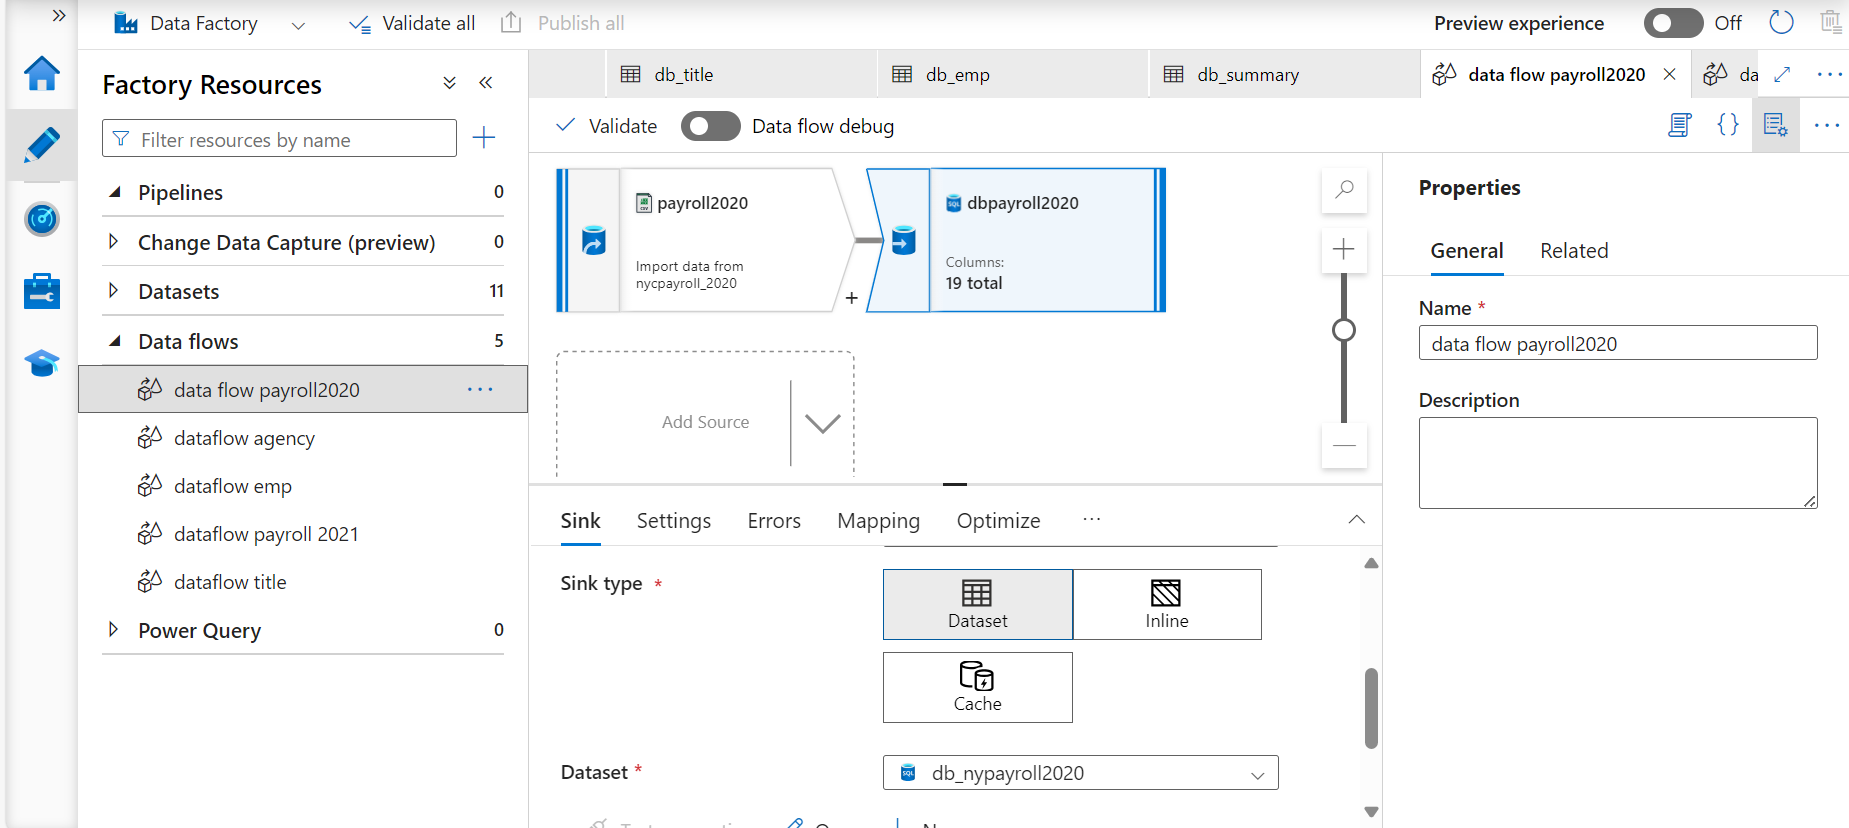 Data Factory
Validate all
Publish all
Preview experience
Off
Factory Resources
Filter resources by name
Pipelines 0
Change Data Capture (preview) 0
Datasets 11
Data flows 5
data flow payroll2020
dataflow agency
dataflow emp
dataflow payroll 2021
dataflow title
Power Query 0
db_title
db_emp
db_summary
data flow payroll2020
da
Validate
Data flow debug
payroll2020
Import data from
nycpayroll_2020
dbpayroll2020
Columns:
19 total
Add Source
Sink Settings Errors Mapping Optimize
Sink type *
Dataset
Inline
Cache
Dataset *
db_nypayroll2020
Properties
General Related
Name *
data flow payroll2020
Description